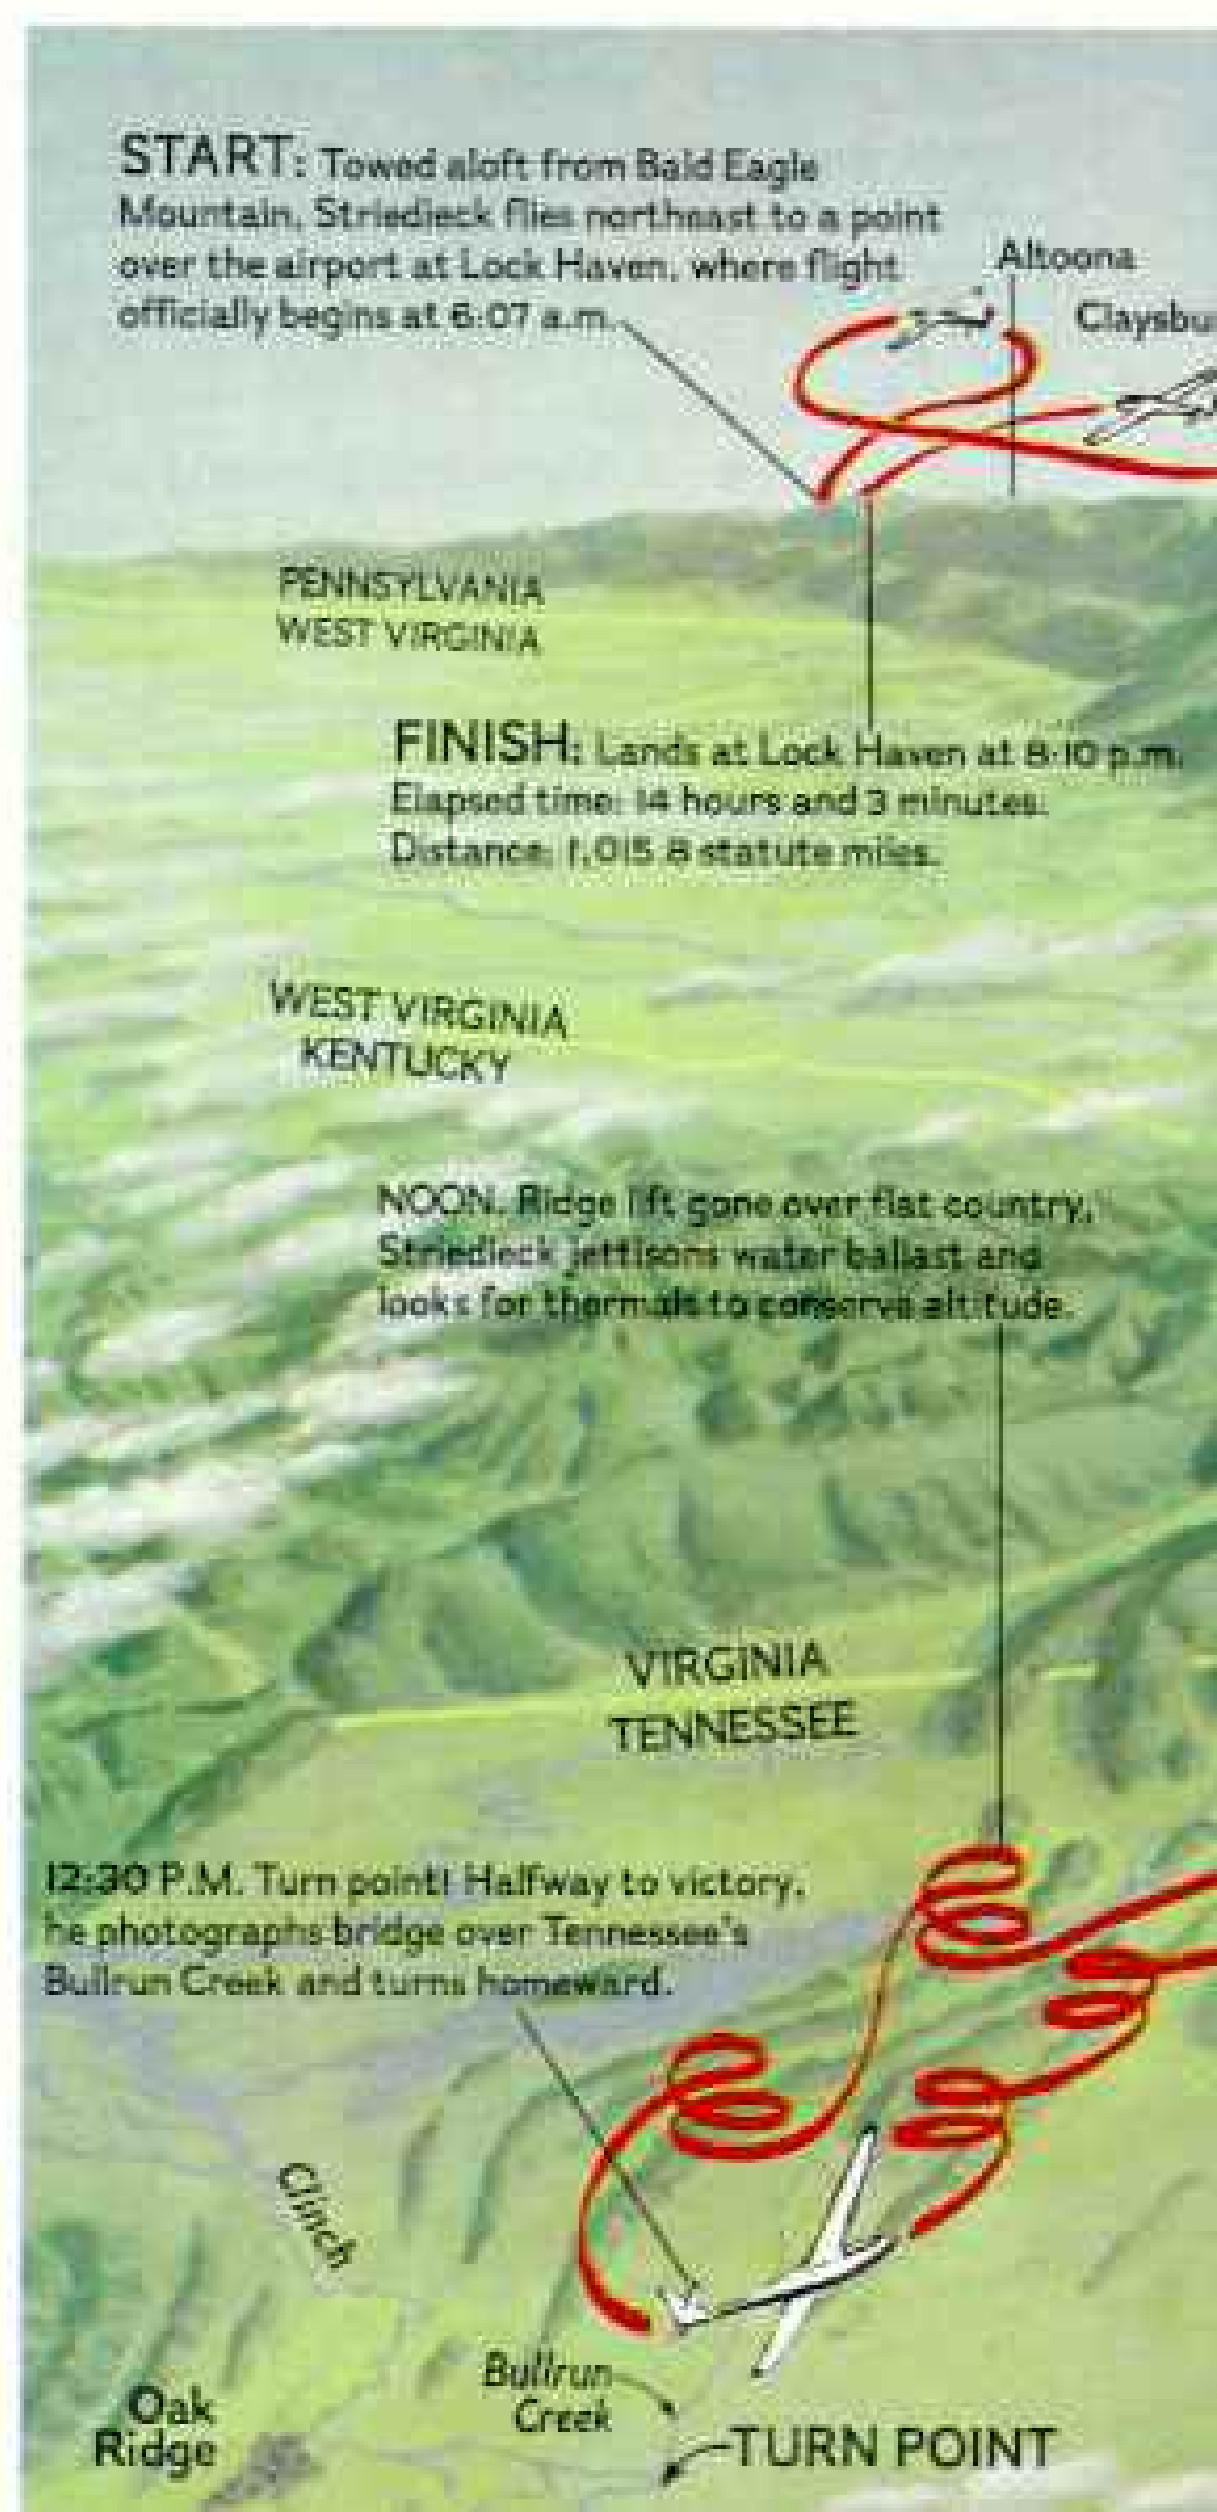 START: Towed aloft from Bald Eagle
Mountain, Striedieck flies northeast to a point
over the airport at Lock Haven, where flight
officially begins at 6:07 a.m.
Altoona
Claysbu
PENNSYLVANIA
WEST VIRGINIA
FINISH: Lands at Lock Haven at 8:10 p.m.
Elapsed time: 14 hours and 3 minutes.
Distance: 1,015.8 statute miles.
WEST VIRGINIA
KENTUCKY
NOON. Ridge lift gone over flat country,
Striedieck jettisons water ballast and
looks for thermals to conserve altitude.
VIRGINIA
TENNESSEE
12:30 P.M. Turn point! Halfway to victory,
he photographs bridge over Tennessee's
Bullrun Creek and turns homeward.
Clinch
Bullrun
Creek
Oak
Ridge
TURN POINT